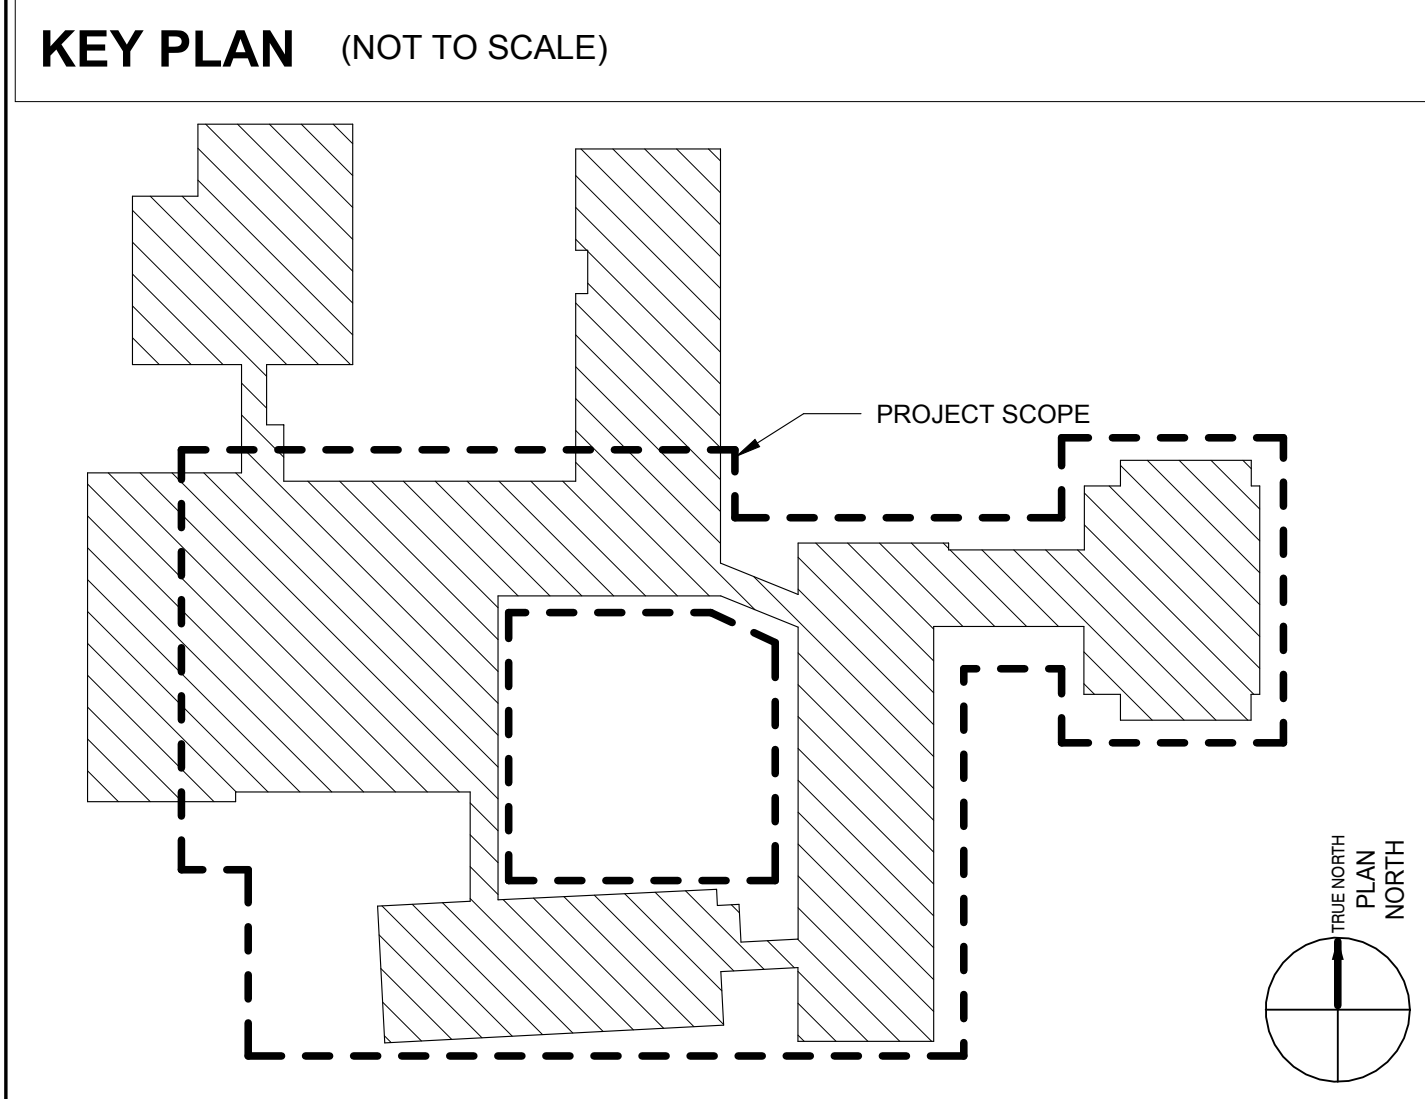 KEY PLAN (NOT TO SCALE)
PROJECT SCOPE
TRUE NORTH
PLAN
NORTH